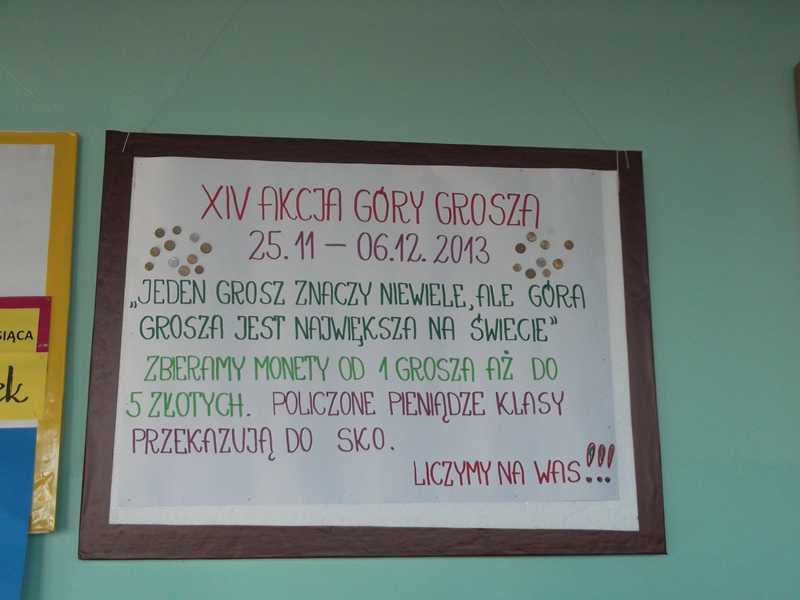 XIV AKCJA GÓRY GROSZA
25.11 — 06.12.2013
„JEDEN GROSZ ZNACZY NIEWIELE, ALE GÓRA
GROSZA JEST NAJWIĘKSZA NA ŚWIECIE"
ZBIERAMY MONETY OD 1 GROSZA AŻ DO
5 ZŁOTYCH. POLICZONE PIENIĄDZE KLASY
PRZEKAZUJĄ DO SKO.
LICZYMY NA WAS!!!